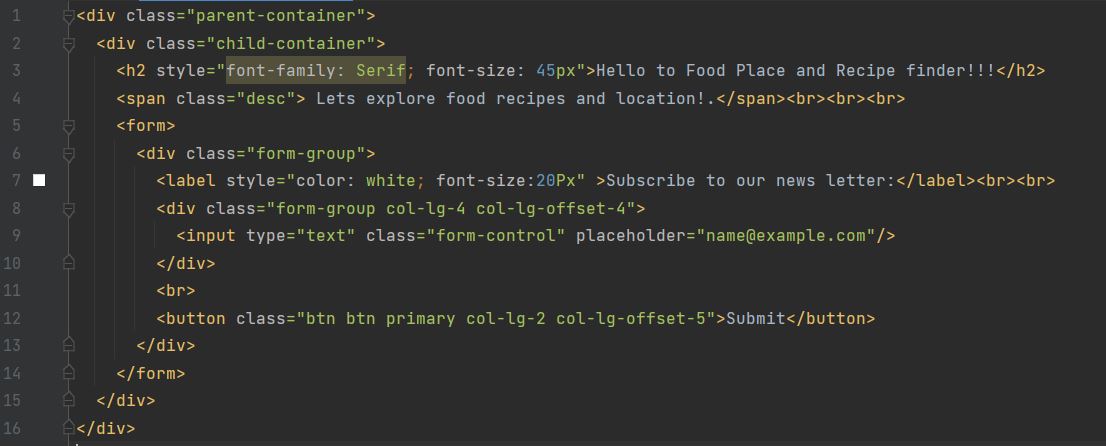 1 <div class="parent-container">
2 <div class="child-container">
3 <h2 style="font-family: Serif; font-size: 45px">Hello to Food Place and Recipe finder!!!</h2>
4 <span class="desc"> Lets explore food recipes and location!.</span><br><br><br>
5 <form>
6 <div class="form-group">
7 <label style="color: white; font-size:20Px" >Subscribe to our news letter:</label><br><br>
8 <div class="form-group col-lg-4 col-lg-offset-4">
9 <input type="text" class="form-control" placeholder="name@example.com"/>
10 </div>
11 <br>
12 <button class="btn btn primary col-lg-2 col-lg-offset-5">Submit</button>
13 </div>
14 </form>
15 </div>
16 </div>